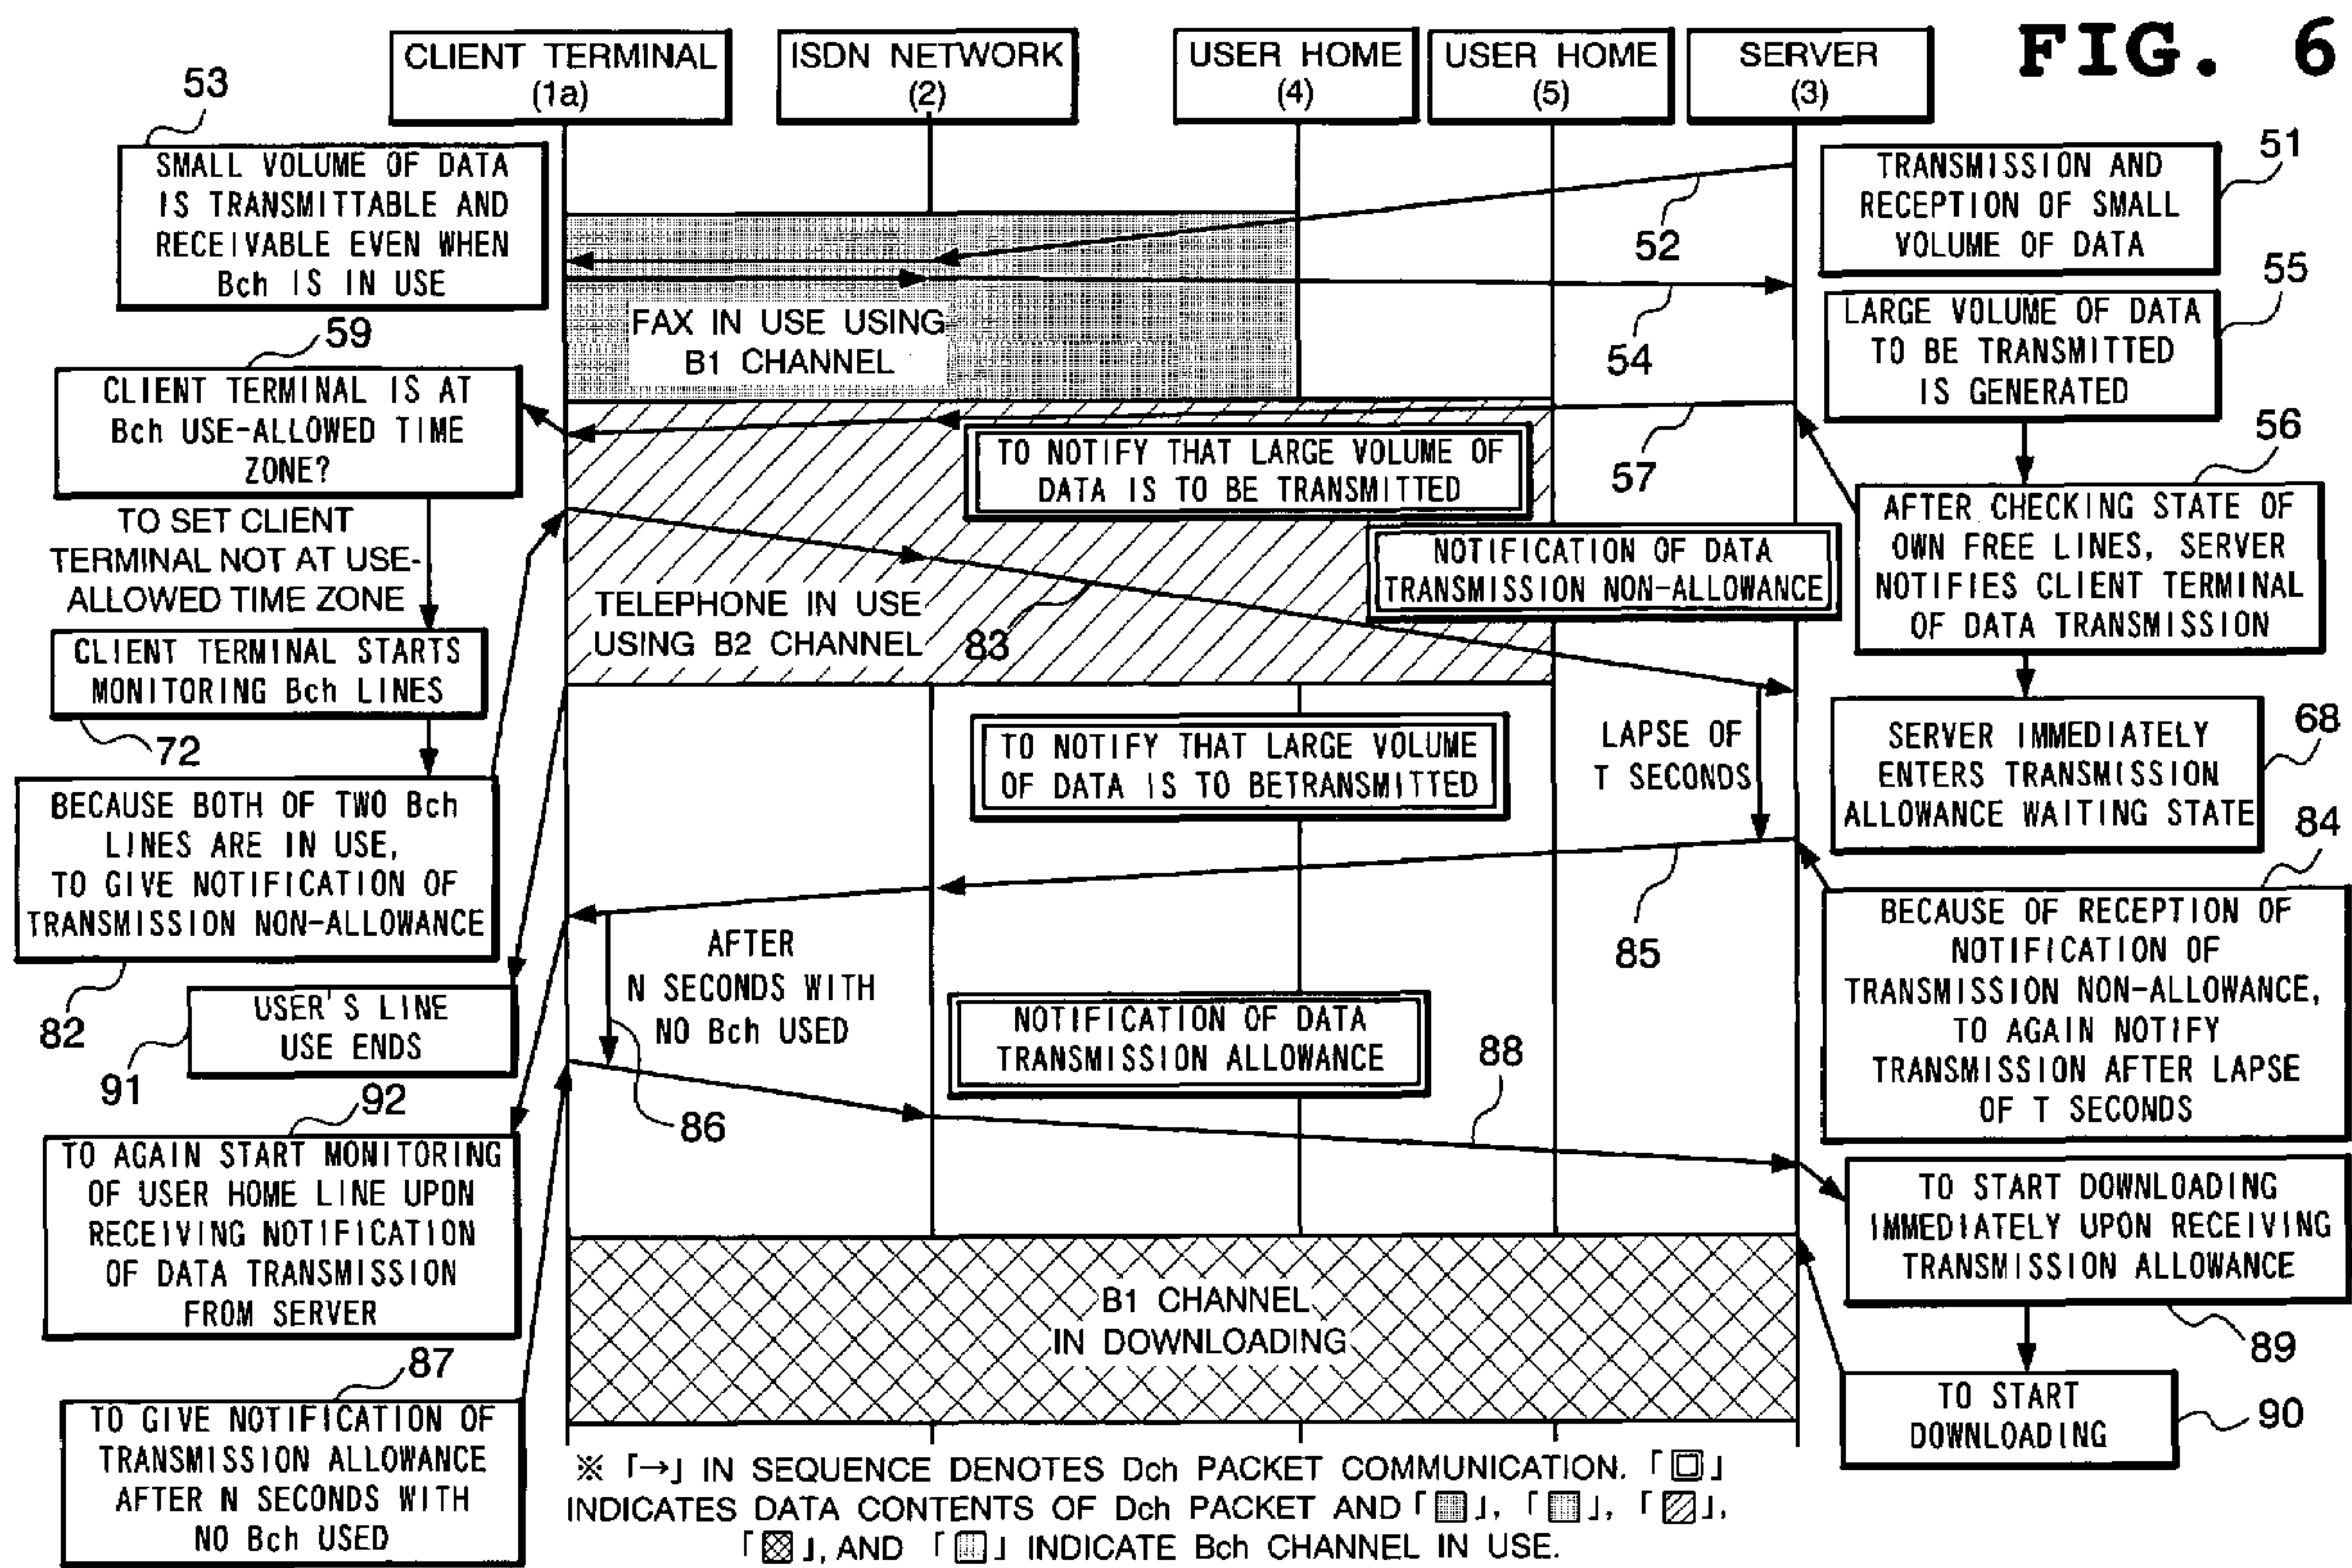 FIG. 6
CLIENT TERMINAL
(1a)
ISDN NETWORK
(2)
USER HOME
(4)
USER HOME
(5)
SERVER
(3)
53
SMALL VOLUME OF DATA
IS TRANSMITTABLE AND
RECEIVABLE EVEN WHEN
Bch IS IN USE
51
TRANSMISSION AND
RECEPTION OF SMALL
VOLUME OF DATA
52
FAX IN USE USING
B1 CHANNEL
54
55
LARGE VOLUME OF DATA
TO BE TRANSMITTED
IS GENERATED
59
CLIENT TERMINAL IS AT
Bch USE-ALLOWED TIME
ZONE?
TO NOTIFY THAT LARGE VOLUME OF
DATA IS TO BE TRANSMITTED
57
56
AFTER CHECKING STATE OF
OWN FREE LINES, SERVER
NOTIFIES CLIENT TERMINAL
OF DATA TRANSMISSION
TO SET CLIENT
TERMINAL NOT AT USE-
ALLOWED TIME ZONE
NOTIFICATION OF DATA
TRANSMISSION NON-ALLOWANCE
TELEPHONE IN USE
USING B2 CHANNEL
83
CLIENT TERMINAL STARTS
MONITORING Bch LINES
72
TO NOTIFY THAT LARGE VOLUME
OF DATA IS TO BETRANSMITTED
LAPSE OF
T SECONDS
68
SERVER IMMEDIATELY
ENTERS TRANSMISSION
ALLOWANCE WAITING STATE
BECAUSE BOTH OF TWO Bch
LINES ARE IN USE,
TO GIVE NOTIFICATION OF
TRANSMISSION NON-ALLOWANCE
82
84
BECAUSE OF RECEPTION OF
NOTIFICATION OF
TRANSMISSION NON-ALLOWANCE,
TO AGAIN NOTIFY
TRANSMISSION AFTER LAPSE
OF T SECONDS
85
AFTER
N SECONDS WITH
NO Bch USED
86
USER'S LINE
USE ENDS
91
NOTIFICATION OF DATA
TRANSMISSION ALLOWANCE
88
92
TO AGAIN START MONITORING
OF USER HOME LINE UPON
RECEIVING NOTIFICATION
OF DATA TRANSMISSION
FROM SERVER
TO START DOWNLOADING
IMMEDIATELY UPON RECEIVING
TRANSMISSION ALLOWANCE
89
B1 CHANNEL
IN DOWNLOADING
87
TO GIVE NOTIFICATION OF
TRANSMISSION ALLOWANCE
AFTER N SECONDS WITH
NO Bch USED
TO START
DOWNLOADING
90
※ 「→」 IN SEQUENCE DENOTES Dch PACKET COMMUNICATION. 「回」
INDICATES DATA CONTENTS OF Dch PACKET AND 「▦」, 「▦」, 「▨」,
「▩」, AND 「▦」 INDICATE Bch CHANNEL IN USE.